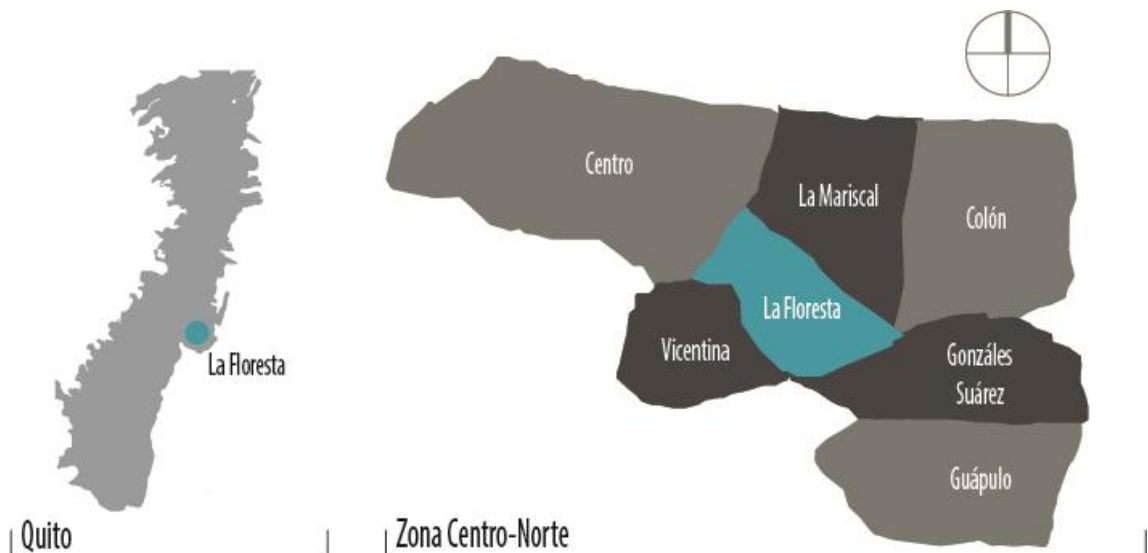 La Floresta
Quito
Centro
La Mariscal
Colón
La Floresta
Vicentina
Gonzáles
Suárez
Guápulo
Zona Centro-Norte